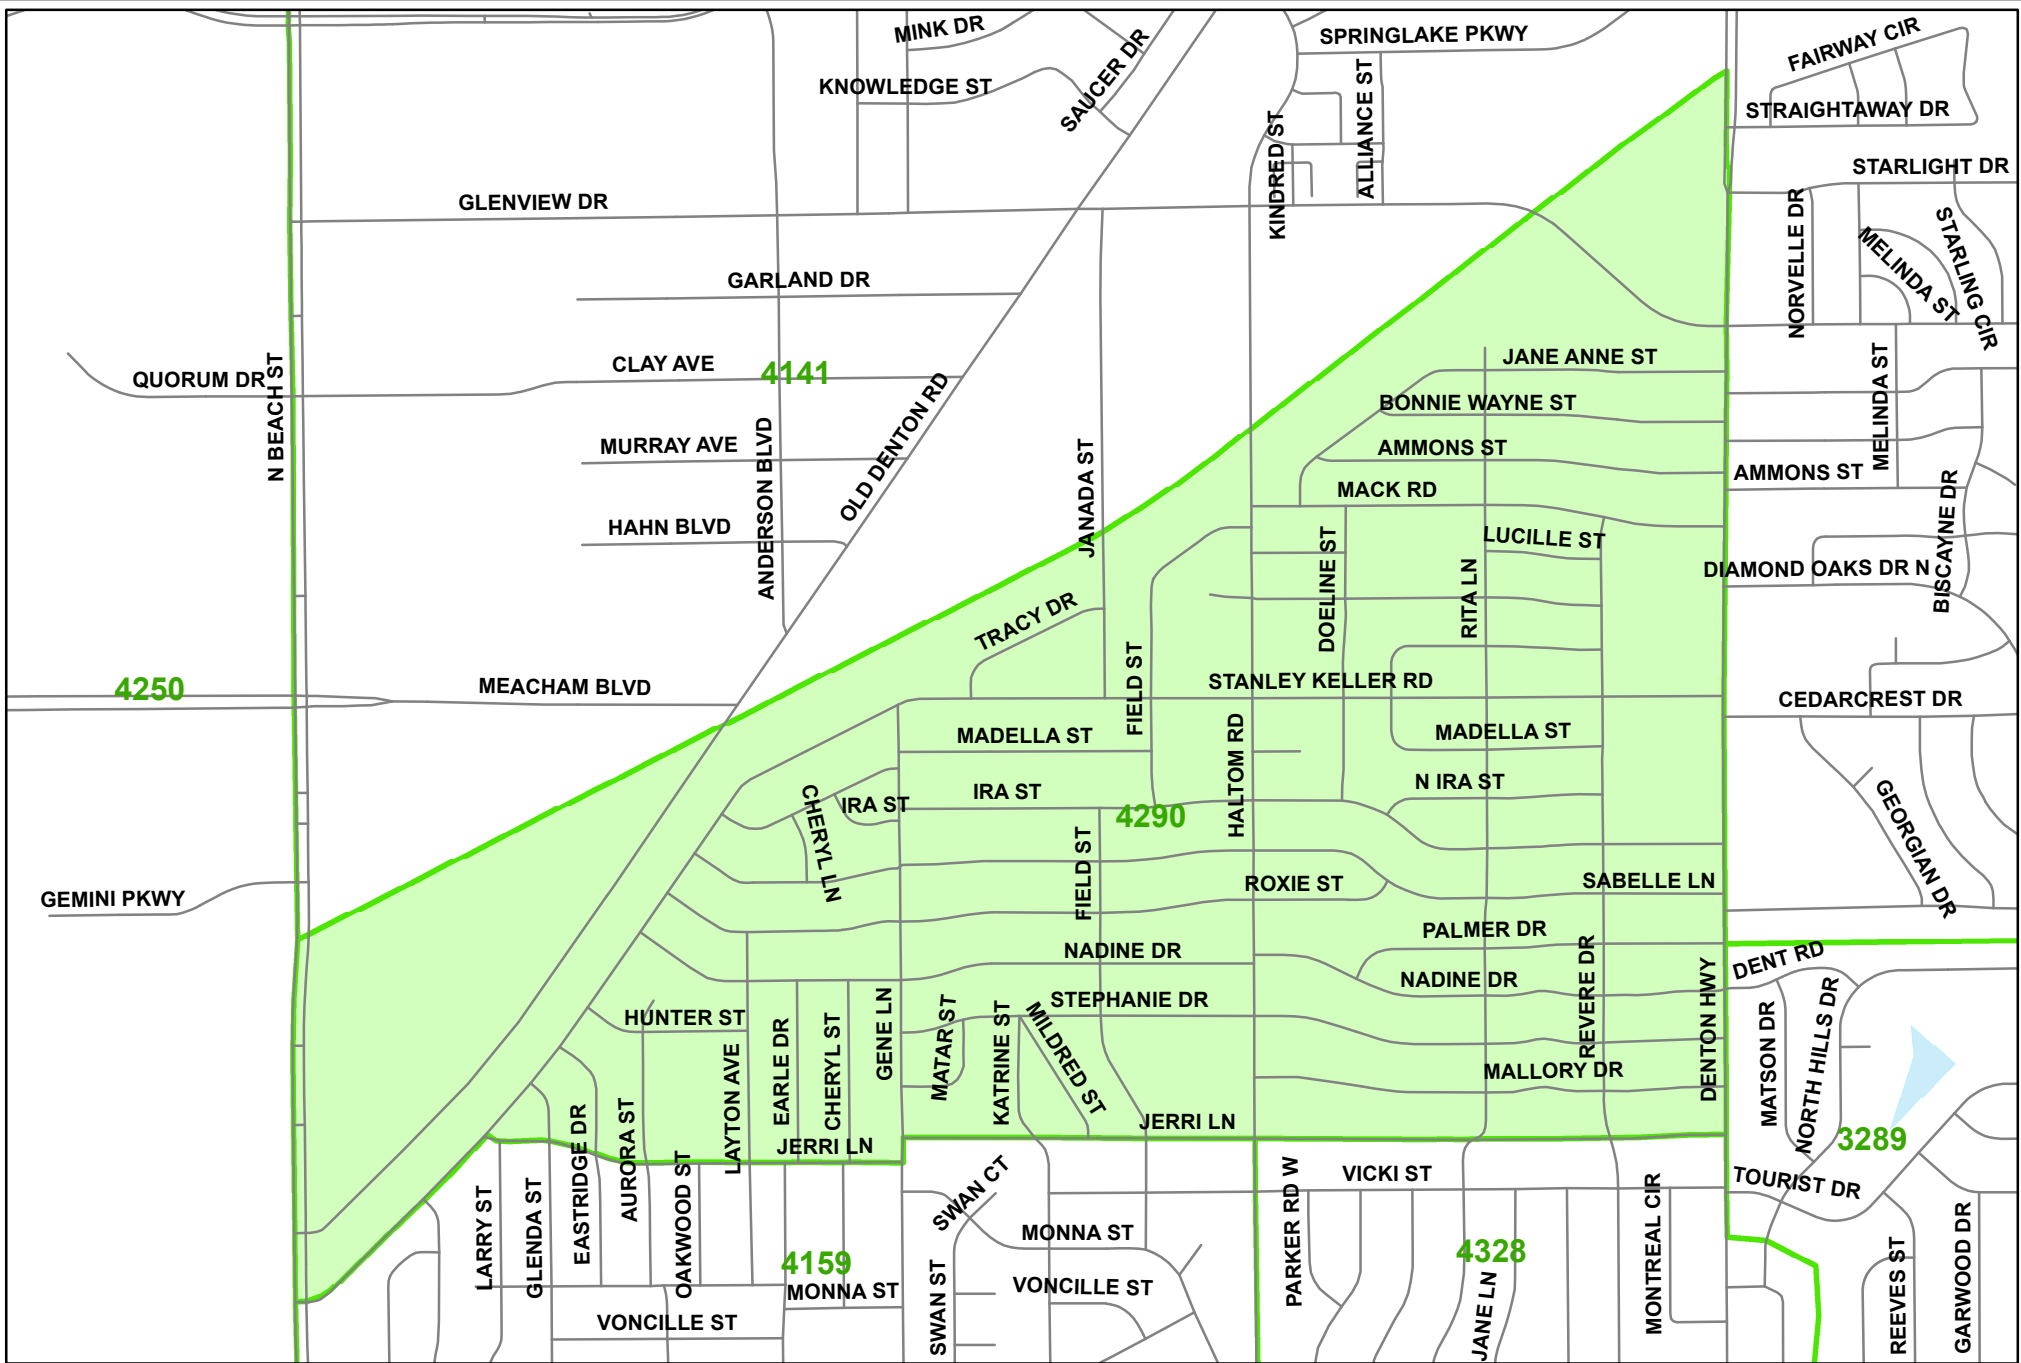 MINK DR
SPRINGLAKE PKWY
FAIRWAY CIR
KNOWLEDGE ST
SAUCER DR
ALLIANCE ST
STRAIGHTAWAY DR
KINDRED ST
STARLIGHT DR
GLENVIEW DR
NORVELLE DR
MELINDA ST
STARLING CIR
GARLAND DR
JANE ANNE ST
QUORUM DR
N BEACH ST
CLAY AVE
4141
OLD DENTON RD
BONNIE WAYNE ST
MELINDA ST
MURRAY AVE
ANDERSON BLVD
JANADA ST
AMMONS ST
AMMONS ST
MACK RD
HAHN BLVD
DOELINE ST
LUCILLE ST
BISCAYNE DR
RITA LN
DIAMOND OAKS DR N
TRACY DR
FIELD ST
4250
MEACHAM BLVD
STANLEY KELLER RD
CEDARCREST DR
MADELLA ST
HALTOM RD
MADELLA ST
CHERYL LN
IRA ST
IRA ST
4290
N IRA ST
GEORGIAN DR
GEMINI PKWY
FIELD ST
ROXIE ST
SABELLE LN
NADINE DR
PALMER DR
NADINE DR
REVERE DR
DENTON HWY
DENT RD
HUNTER ST
LAYTON AVE
EARLE DR
CHERYL ST
GENE LN
MATAR ST
KATRINE ST
STEPHANIE DR
MILDRED ST
MATSON DR
NORTH HILLS DR
MALLORY DR
JERRI LN
JERRI LN
3289
LARRY ST
GLENDA ST
EASTRIDGE DR
AURORA ST
OAKWOOD ST
SWAN CT
PARKER RD W
VICKI ST
MONTREAL CIR
TOURIST DR
4159
MONNA ST
MONNA ST
4328
JANE LN
REEVES ST
GARWOOD DR
VONCILLE ST
SWAN ST
VONCILLE ST